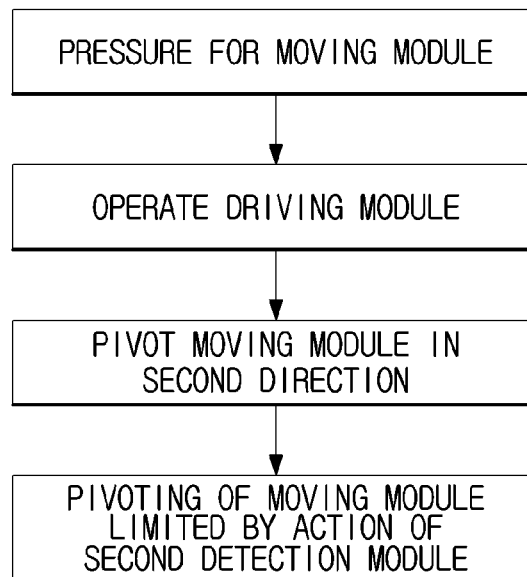 PRESSURE FOR MOVING MODULE
OPERATE DRIVING MODULE
PIVOT MOVING MODULE IN
SECOND DIRECTION
PIVOTING OF MOVING MODULE
LIMITED BY ACTION OF
SECOND DETECTION MODULE